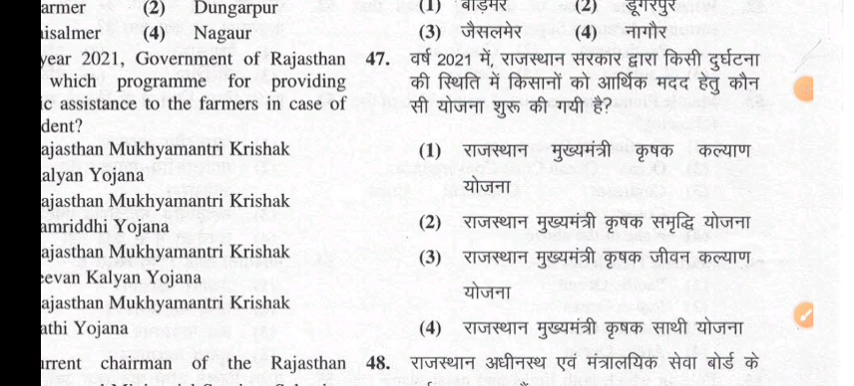 armer (2) Dungarpur
aisalmer (4) Nagaur
year 2021, Government of Rajasthan
which programme for providing
ic assistance to the farmers in case of
dent?
ajasthan Mukhyamantri Krishak
alyan Yojana
ajasthan Mukhyamantri Krishak
amriddhi Yojana
ajasthan Mukhyamantri Krishak
eevan Kalyan Yojana
ajasthan Mukhyamantri Krishak
athi Yojana
urrent chairman of the Rajasthan
(1) बाड़मेर (2) डूंगरपुर
(3) जैसलमेर (4) नागौर
47. वर्ष 2021 में, राजस्थान सरकार द्वारा किसी दुर्घटना
की स्थिति में किसानों को आर्थिक मदद हेतु कौन
सी योजना शुरू की गयी है?
(1) राजस्थान मुख्यमंत्री कृषक कल्याण
योजना
(2) राजस्थान मुख्यमंत्री कृषक समृद्धि योजना
(3) राजस्थान मुख्यमंत्री कृषक जीवन कल्याण
योजना
(4) राजस्थान मुख्यमंत्री कृषक साथी योजना
48. राजस्थान अधीनस्थ एवं मंत्रालयिक सेवा बोर्ड के